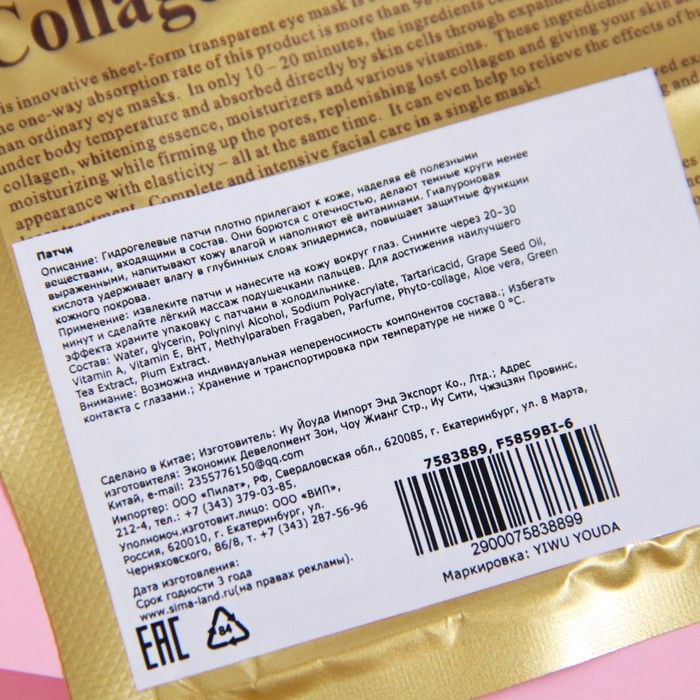 Collage
is innovative sheet-form transparent eye mask is
he one-way absorption rate of this product is more than 98%
han ordinary eye masks. In only 10 – 20 minutes, the ingredients
under body temperature and absorbed directly by skin cells through
collagen, whitening essence, moisturizers and various vitamins. These ingredients
moisturizing while firming up the pores, replenishing lost collagen and giving your skin
appearance with elasticity – all at the same time. It can even help to relieve the effects of
treatment. Complete and intensive facial care in a single mask!
Патчи
Описание: Гидрогелевые патчи плотно прилегают к коже, наделяя её полезными
веществами, входящими в состав. Они борются с отечностью, делают темные круги менее
выраженными, напитывают кожу влагой и наполняют её витаминами. Гиалуроновая
кислота удерживает влагу в глубинных слоях эпидермиса, повышает защитные функции
кожного покрова.
Применение: извлеките патчи и нанесите на кожу вокруг глаз. Снимите через 20–30
минут и сделайте лёгкий массаж подушечками пальцев. Для достижения наилучшего
эффекта храните упаковку с патчами в холодильнике.
Состав: Water, glycerin, Polyninyl Alcohol, Sodium Polyacrylate, Tartaricacid, Grape Seed Oil,
Vitamin A, Vitamin E, BHT, Methylparaben Fragaben, Parfume, Phyto-collage, Aloe vera, Green
Tea Extract, Plum Extract.
Внимание: Возможна индивидуальная непереносимость компонентов состава.; Избегать
контакта с глазами.; Хранение и транспортировка при температуре не ниже 0 °С.
Сделано в Китае; Изготовитель: Иу Йоуда Импорт Энд Экспорт Ко., Лтд.; Адрес
изготовителя: Экономик Девелопмент Зон, Чоу Жианг Стр., Иу Сити, Чжэцзян Провинс,
Китай, e-mail: 2355776150@qq.com
Импортер: ООО «Пилат», РФ, Свердловская обл., 620085, г. Екатеринбург, ул. 8 Марта,
212-4, тел.: +7 (343) 379-03-85.
Уполномоч.изготовит.лицо: ООО «ВИП»,
Россия, 620010, г. Екатеринбург, ул.
Черняховского, 86/8, т. +7 (343) 287-56-96
Дата изготовления:
Срок годности 3 года
www.sima-land.ru(на правах рекламы).
7583889, F5859BI-6
2900075838899
Маркировка: YIWU YOUDA
EAC
84